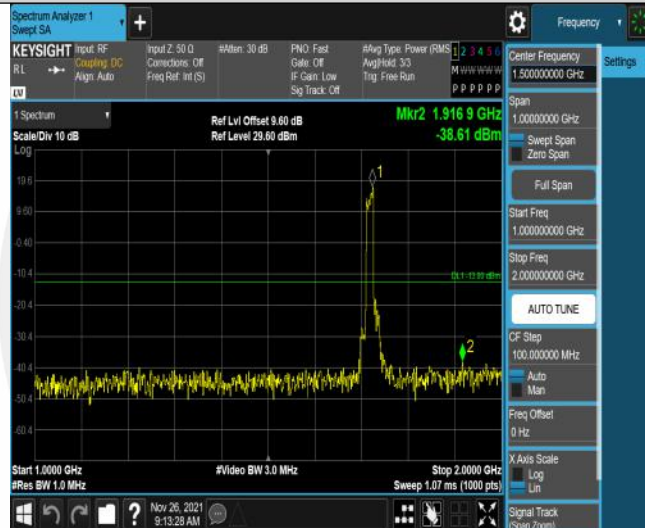 Spectrum Analyzer 1
Swept SA
Frequency
KEYSIGHT
RL
LXI
Input: RF
Coupling: DC
Align: Auto
Input Z: 50 Ω
Corrections: Off
Freq Ref: Int (S)
#Atten: 30 dB
PNO: Fast
Gate: Off
IF Gain: Low
Sig Track: Off
#Avg Type: Power (RMS
Avg|Hold: 3/3
Trig: Free Run
1 2 3 4 5 6
M W W W W W
P P P P P P
1 Spectrum
Scale/Div 10 dB
Log
Ref Lvl Offset 9.60 dB
Ref Level 29.60 dBm
Mkr2 1.916 9 GHz
-38.61 dBm
19.6
9.60
-0.40
-10.4
-20.4
-30.4
-40.4
-50.4
-60.4
1
DL1 -13.00 dBm
2
Start 1.0000 GHz
#Res BW 1.0 MHz
#Video BW 3.0 MHz
Stop 2.0000 GHz
Sweep 1.07 ms (1000 pts)
Center Frequency
1.500000000 GHz
Settings
Span
1.00000000 GHz
Swept Span
Zero Span
Full Span
Start Freq
1.000000000 GHz
Stop Freq
2.000000000 GHz
AUTO TUNE
CF Step
100.000000 MHz
Auto
Man
Freq Offset
0 Hz
X Axis Scale
Log
Lin
Signal Track
(Span Zoom)
?
Nov 26, 2021
9:13:28 AM